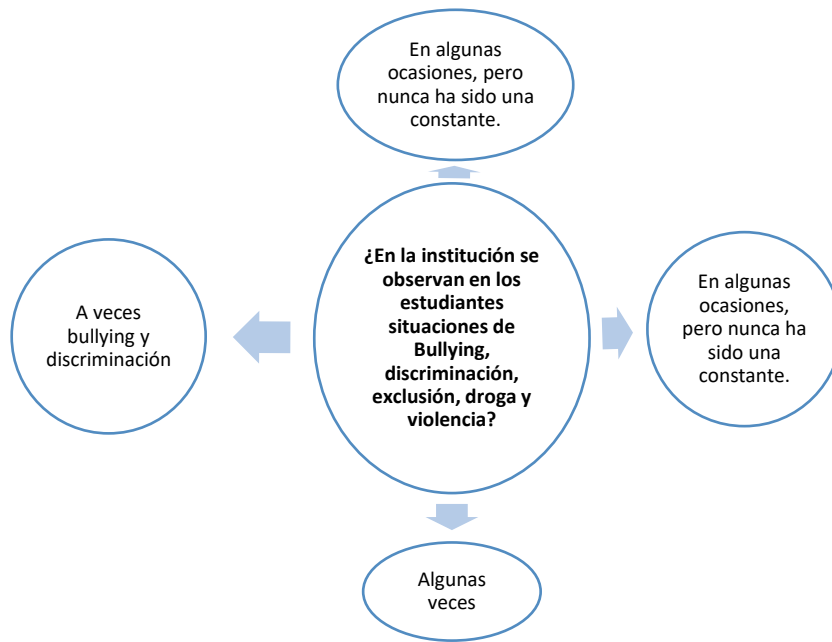 En algunas
ocasiones, pero
nunca ha sido una
constante.
¿En la institución se
observan en los
estudiantes
situaciones de
Bullying,
discriminación,
exclusión, droga y
violencia?
A veces
bullying y
discriminación
En algunas
ocasiones,
pero nunca ha
sido una
constante.
Algunas
veces